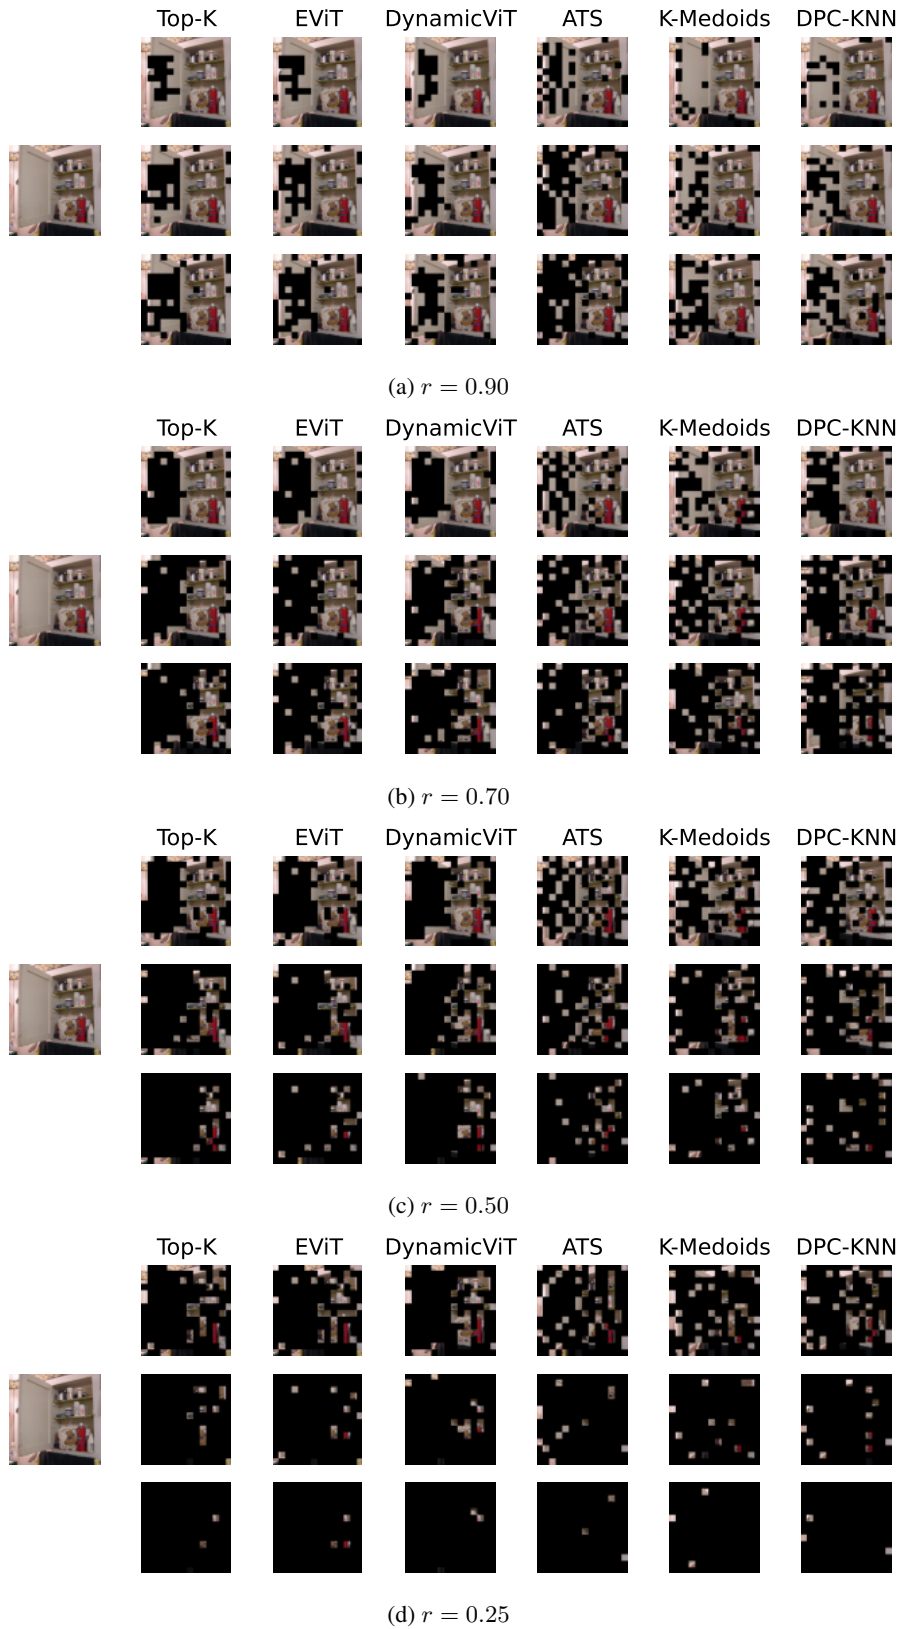 Top-K EViT DynamicViT ATS K-Medoids DPC-KNN
(a) r = 0.90
Top-K EViT DynamicViT ATS K-Medoids DPC-KNN
(b) r = 0.70
Top-K EViT DynamicViT ATS K-Medoids DPC-KNN
(c) r = 0.50
Top-K EViT DynamicViT ATS K-Medoids DPC-KNN
(d) r = 0.25